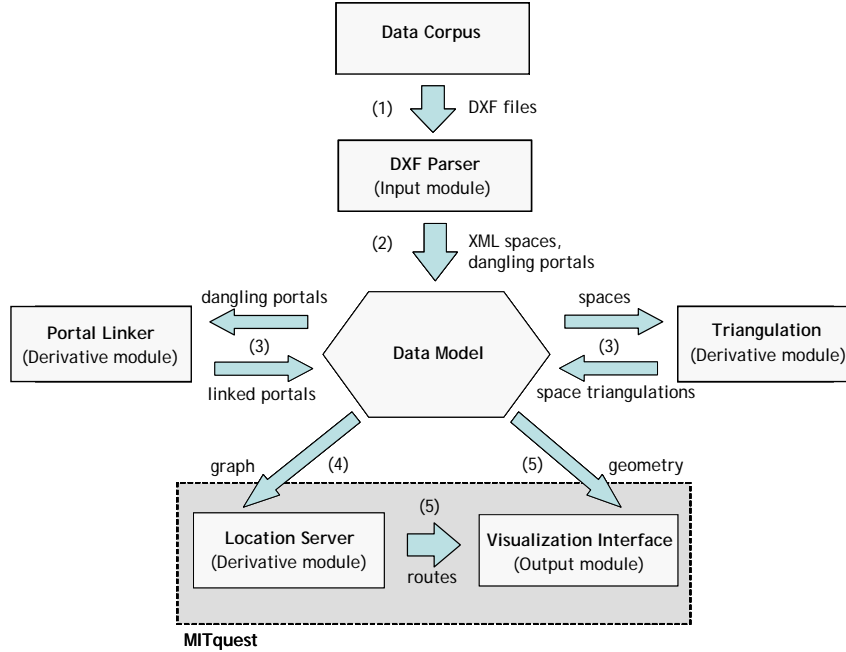 Data Corpus
(1)
DXF files
DXF Parser
(Input module)
(2)
XML spaces,
dangling portals
dangling portals
spaces
Portal Linker
(Derivative module)
(3)
linked portals
Data Model
Triangulation
(Derivative module)
(3)
space triangulations
graph
(4)
(5)
geometry
Location Server
(Derivative module)
(5)
routes
Visualization Interface
(Output module)
MITquest